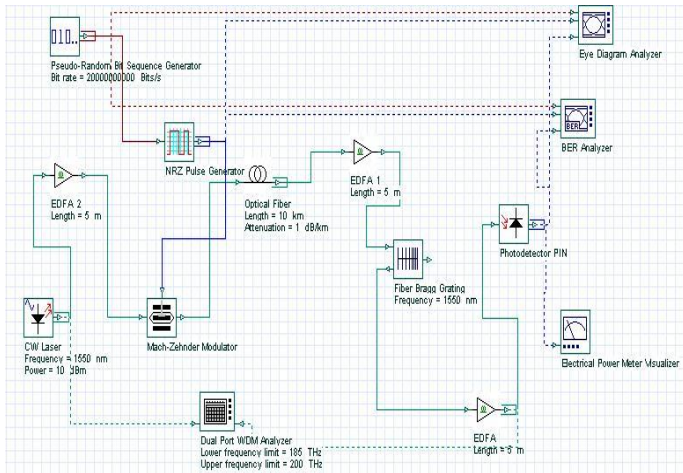 010..
Pseudo-Random Bit Sequence Generator
Bit rate = 20000000000 Bits/s
Eye Diagram Analyzer
BER
BER Analyzer
NRZ Pulse Generator
EDFA 2
Length = 5 m
Optical Fiber
Length = 10 km
Attenuation = 1 dB/km
EDFA 1
Length = 5 m
Photodetector PIN
Fiber Bragg Grating
Frequency = 1550 nm
CW Laser
Frequency = 1550 nm
Power = 10 dBm
Mach-Zehnder Modulator
Electrical Power Meter Visualizer
Dual Port WDM Analyzer
Lower frequency limit = 185 THz
Upper frequency limit = 200 THz
EDFA
Length = m